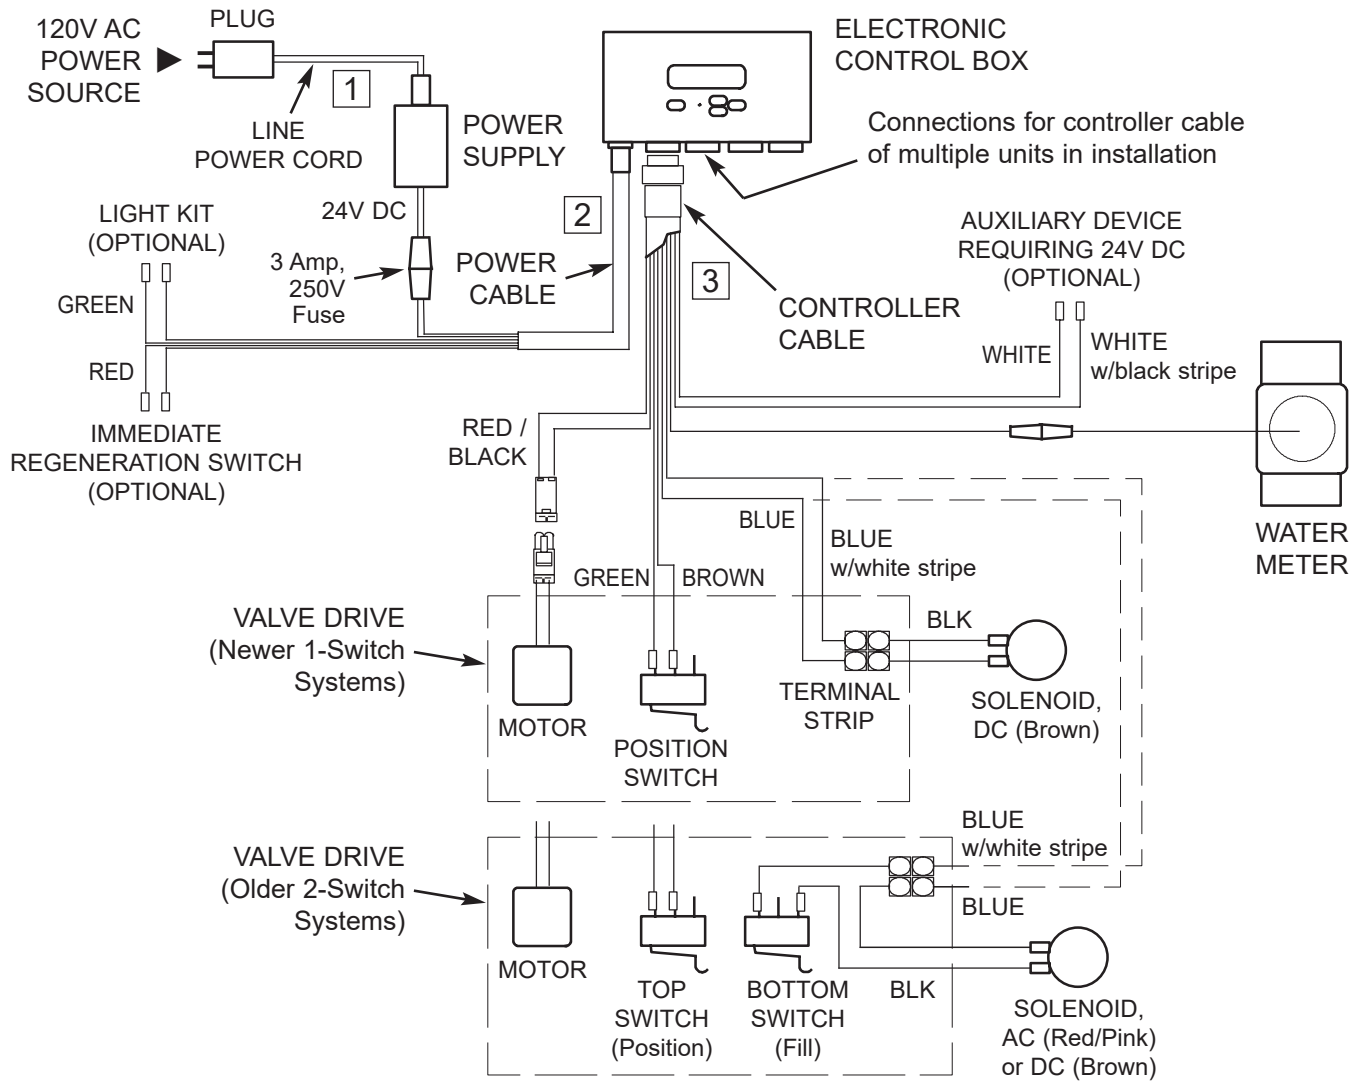 120V AC
POWER
SOURCE
PLUG
1
LINE
POWER CORD
POWER
SUPPLY
ELECTRONIC
CONTROL BOX
Connections for controller cable
of multiple units in installation
24V DC
2
LIGHT KIT
(OPTIONAL)
3 Amp,
250V
Fuse
POWER
CABLE
3
CONTROLLER
CABLE
AUXILIARY DEVICE
REQUIRING 24V DC
(OPTIONAL)
GREEN
RED
WHITE
WHITE
w/black stripe
IMMEDIATE
REGENERATION SWITCH
(OPTIONAL)
RED /
BLACK
WATER
METER
BLUE
BLUE
w/white stripe
GREEN
BROWN
VALVE DRIVE
(Newer 1-Switch
Systems)
BLK
MOTOR
POSITION
SWITCH
TERMINAL
STRIP
SOLENOID,
DC (Brown)
VALVE DRIVE
(Older 2-Switch
Systems)
BLUE
w/white stripe
BLUE
MOTOR
TOP
SWITCH
(Position)
BOTTOM
SWITCH
(Fill)
BLK
SOLENOID,
AC (Red/Pink)
or DC (Brown)